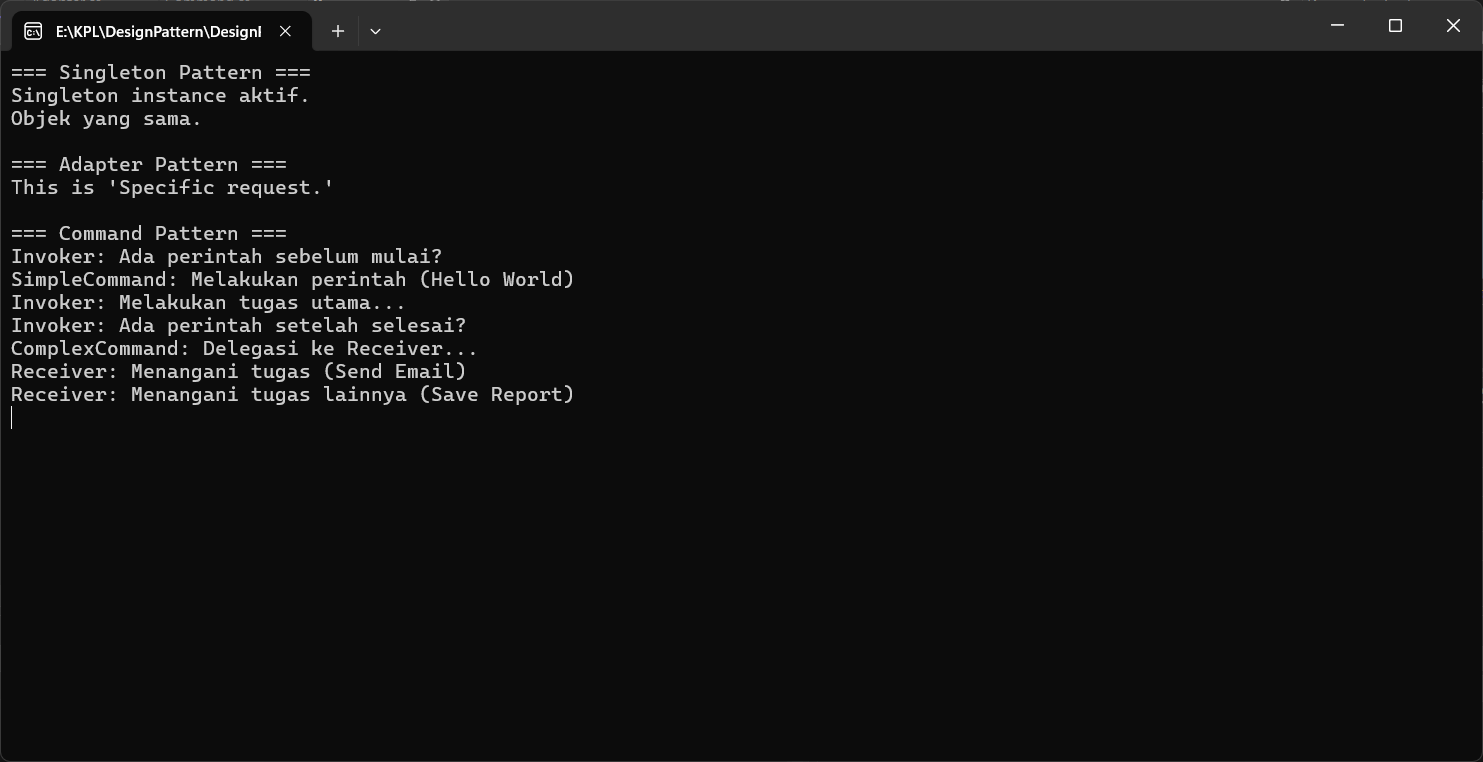 E:\KPL\DesignPattern\DesignI
=== Singleton Pattern ===
Singleton instance aktif.
Objek yang sama.
=== Adapter Pattern ===
This is 'Specific request.'
=== Command Pattern ===
Invoker: Ada perintah sebelum mulai?
SimpleCommand: Melakukan perintah (Hello World)
Invoker: Melakukan tugas utama...
Invoker: Ada perintah setelah selesai?
ComplexCommand: Delegasi ke Receiver...
Receiver: Menangani tugas (Send Email)
Receiver: Menangani tugas lainnya (Save Report)